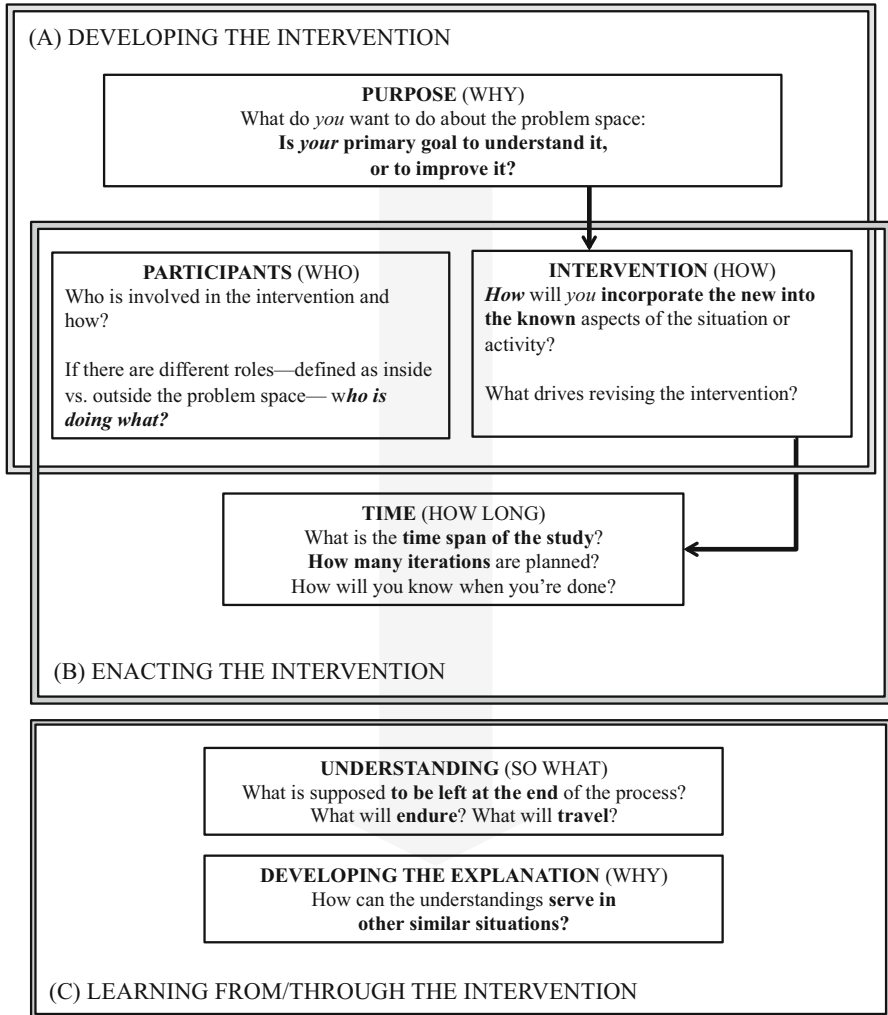 (A) DEVELOPING THE INTERVENTION
PURPOSE (WHY)
What do you want to do about the problem space:
Is your primary goal to understand it,
or to improve it?
PARTICIPANTS (WHO)
Who is involved in the intervention and
how?
If there are different roles—defined as inside
vs. outside the problem space— who is
doing what?
INTERVENTION (HOW)
How will you incorporate the new into
the known aspects of the situation or
activity?
What drives revising the intervention?
TIME (HOW LONG)
What is the time span of the study?
How many iterations are planned?
How will you know when you're done?
(B) ENACTING THE INTERVENTION
UNDERSTANDING (SO WHAT)
What is supposed to be left at the end of the process?
What will endure? What will travel?
DEVELOPING THE EXPLANATION (WHY)
How can the understandings serve in
other similar situations?
(C) LEARNING FROM/THROUGH THE INTERVENTION